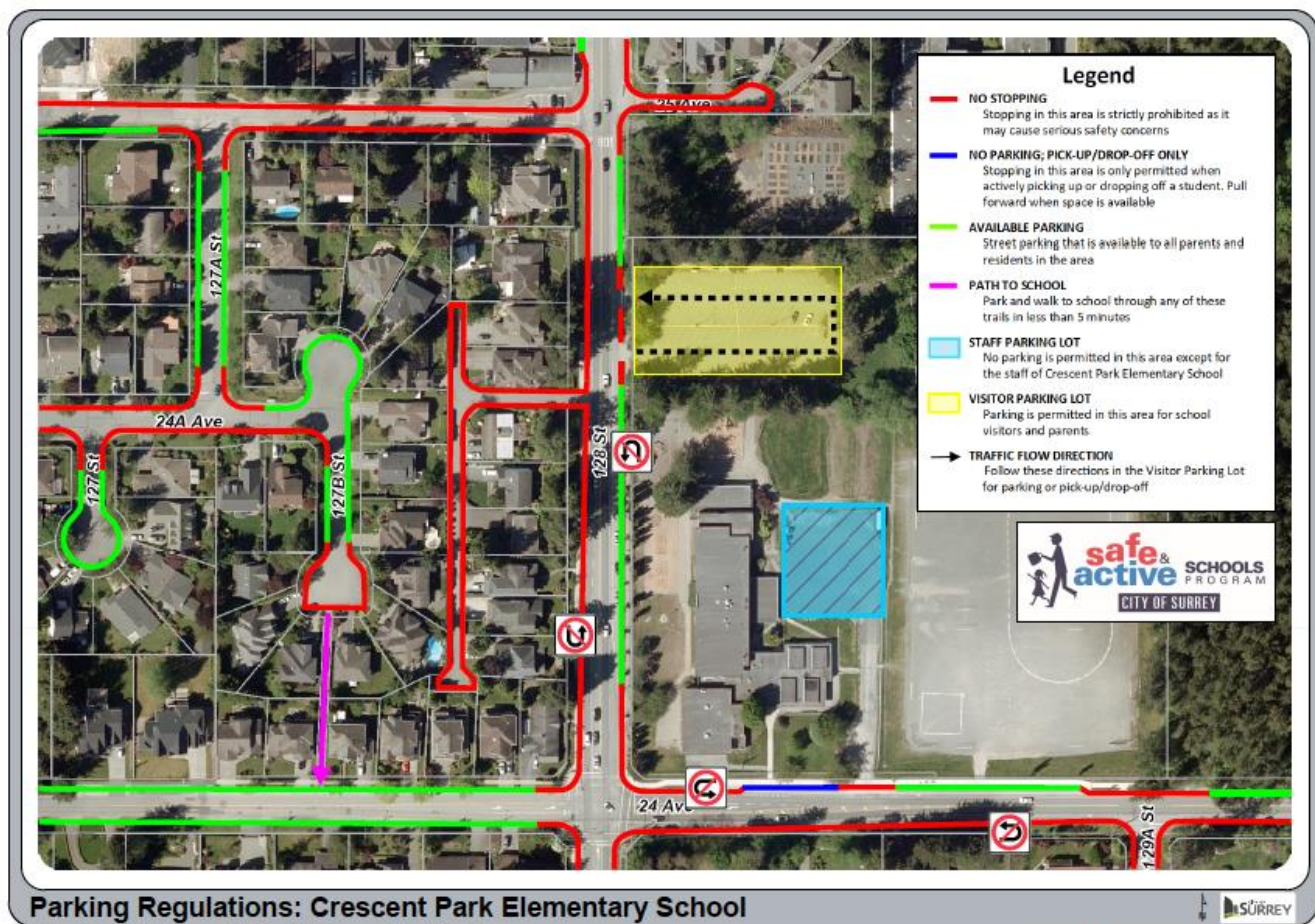 Legend
NO STOPPING
Stopping in this area is strictly prohibited as it
may cause serious safety concerns
NO PARKING; PICK-UP/DROP-OFF ONLY
Stopping in this area is only permitted when
actively picking up or dropping off a student. Pull
forward when space is available
AVAILABLE PARKING
Street parking that is available to all parents and
residents in the area
PATH TO SCHOOL
Park and walk to school through any of these
trails in less than 5 minutes
STAFF PARKING LOT
No parking is permitted in this area except for
the staff of Crescent Park Elementary School
VISITOR PARKING LOT
Parking is permitted in this area for school
visitors and parents
TRAFFIC FLOW DIRECTION
Follow these directions in the Visitor Parking Lot
for parking or pick-up/drop-off
safe &
active SCHOOLS
PROGRAM
CITY OF SURREY
25 Ave
127A St
24A Ave
127 St
127B St
128 St
24 Ave
129A St
Parking Regulations: Crescent Park Elementary School
SURREY